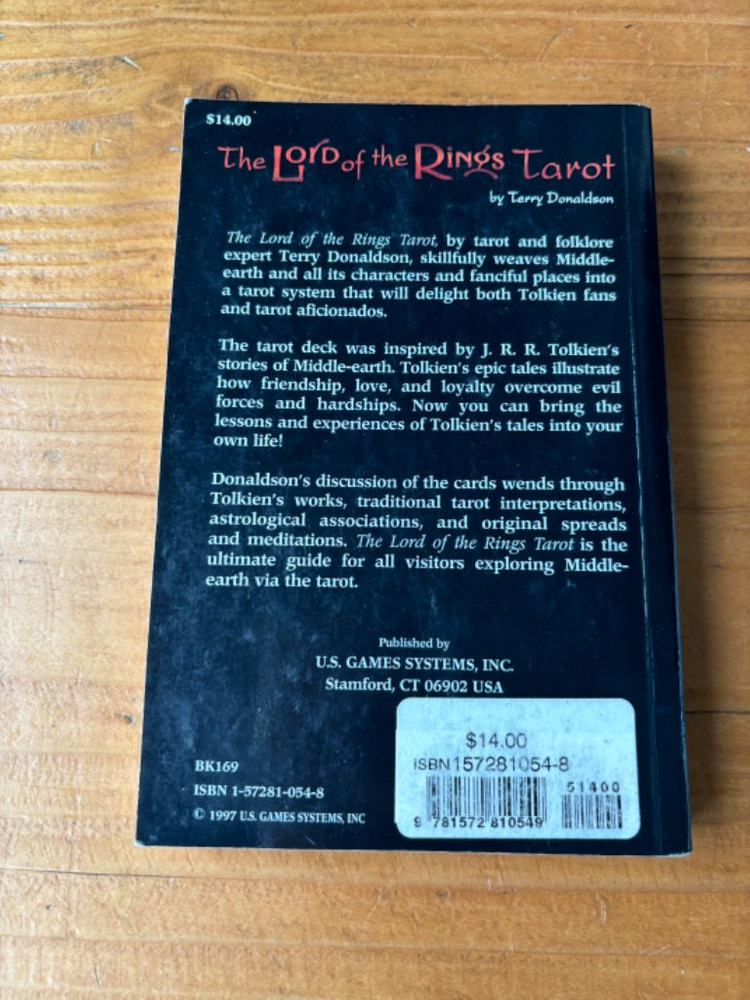 $14.00
The Lord of the Rings Tarot
by Terry Donaldson
The Lord of the Rings Tarot, by tarot and folklore
expert Terry Donaldson, skillfully weaves Middle-
earth and all its characters and fanciful places into
a tarot system that will delight both Tolkien fans
and tarot aficionados.
The tarot deck was inspired by J. R. R. Tolkien's
stories of Middle-earth. Tolkien's epic tales illustrate
how friendship, love, and loyalty overcome evil
forces and hardships. Now you can bring the
lessons and experiences of Tolkien's tales into your
own life!
Donaldson's discussion of the cards wends through
Tolkien's works, traditional tarot interpretations,
astrological associations, and original spreads
and meditations. The Lord of the Rings Tarot is the
ultimate guide for all visitors exploring Middle-
earth via the tarot.
Published by
U.S. GAMES SYSTEMS, INC.
Stamford, CT 06902 USA
BK169
ISBN 1-57281-054-8
© 1997 U.S. GAMES SYSTEMS, INC
$14.00
ISBN 157281054-8
51400
9 781572 810549